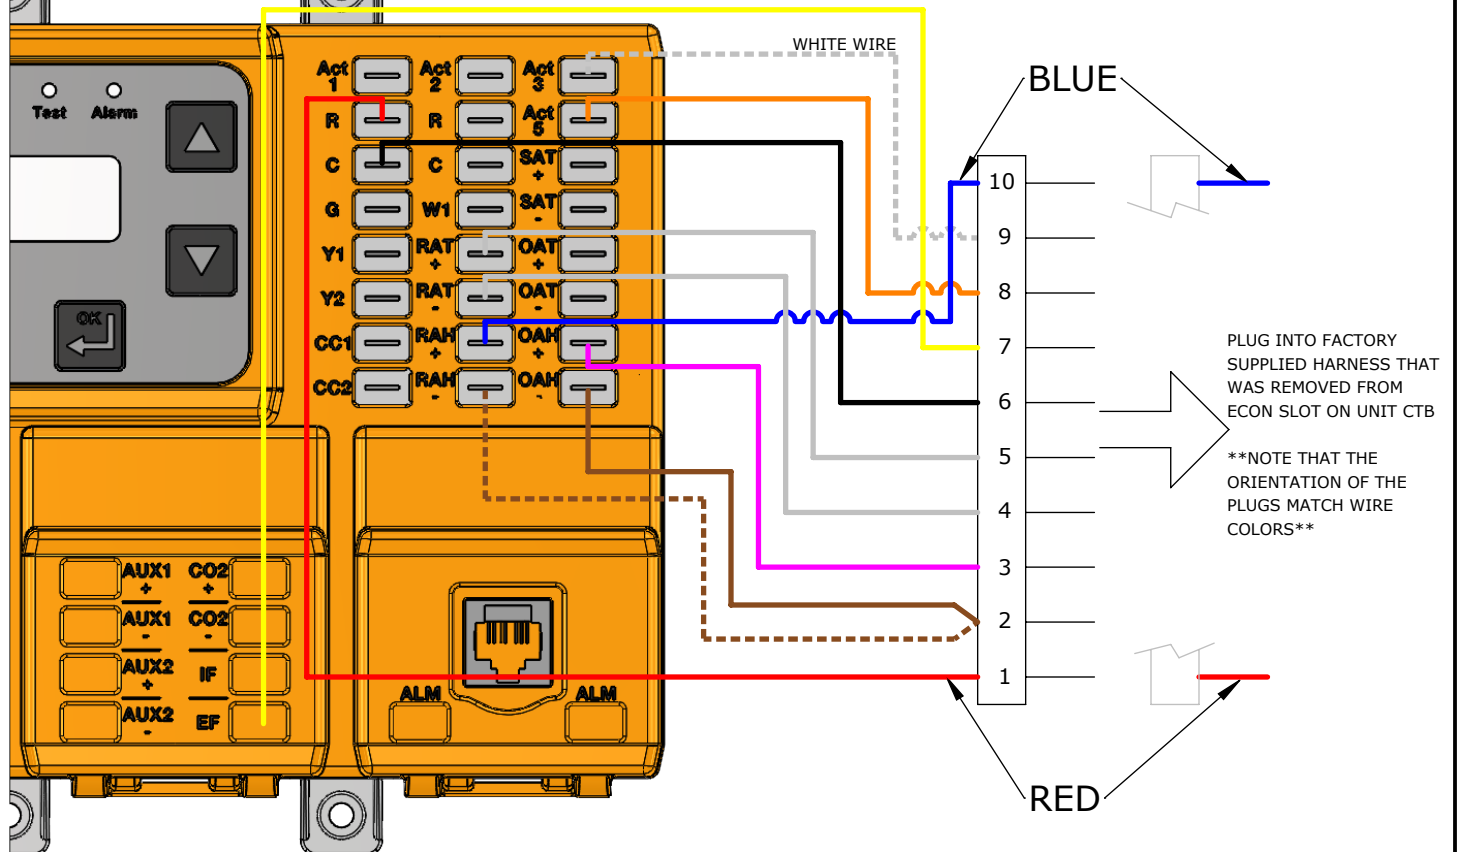 WHITE WIRE
BLUE
Test
Alarm
OK
Act 1
Act 2
Act 3
R
R
Act 5
C
C
SAT +
G
W1
SAT -
Y1
RAT +
OAT +
Y2
RAT -
OAT -
CC1
RAH +
OAH +
CC2
RAH -
OAH -
10
9
8
7
6
5
4
3
2
1
PLUG INTO FACTORY
SUPPLIED HARNESS THAT
WAS REMOVED FROM
ECON SLOT ON UNIT CTB
**NOTE THAT THE
ORIENTATION OF THE
PLUGS MATCH WIRE
COLORS**
AUX1 +
CO2 +
AUX1 -
CO2 -
AUX2 +
IF
AUX2 -
EF
ALM
ALM
RED